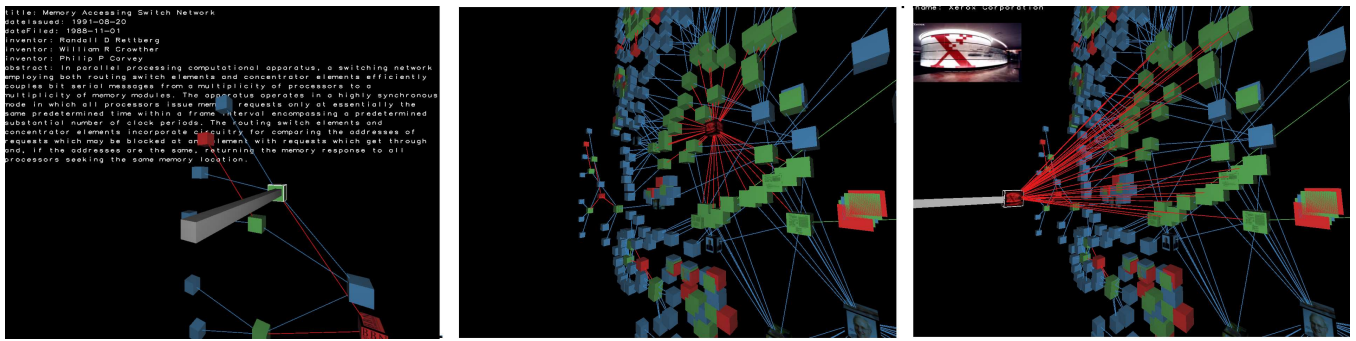 title: Memory Accessing Switch Network
dateIssued: 1991-08-20
dateFiled: 1988-11-01
inventor: Randall D Rettberg
inventor: William R Crowther
inventor: Philip P Carvey
abstract: In parallel processing computational apparatus, a switching network
employing both routing switch elements and concentrator elements efficiently
couples bit serial messages from a multiplicity of processors to a
multiplicity of memory modules. The apparatus operates in a highly synchronous
mode in which all processors issue memory requests only at essentially the
same predetermined time within a frame interval encompassing a predetermined
substantial number of clock periods. The routing switch elements and
concentrator elements incorporate circuitry for comparing the addresses of
requests which may be blocked at an element with requests which get through
and, if the addresses are the same, returning the memory response to all
processors seeking the same memory location.
name: Xerox Corporation